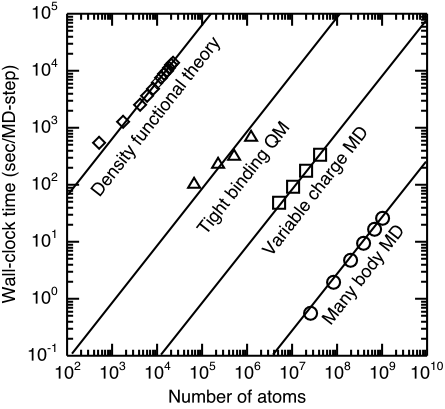 Wall-clock time (sec/MD-step)
10^5
10^4
10^3
10^2
10^1
10^0
10^-1
Density functional theory
Tight binding QM
Variable charge MD
Many body MD
10^2 10^3 10^4 10^5 10^6 10^7 10^8 10^9 10^10
Number of atoms